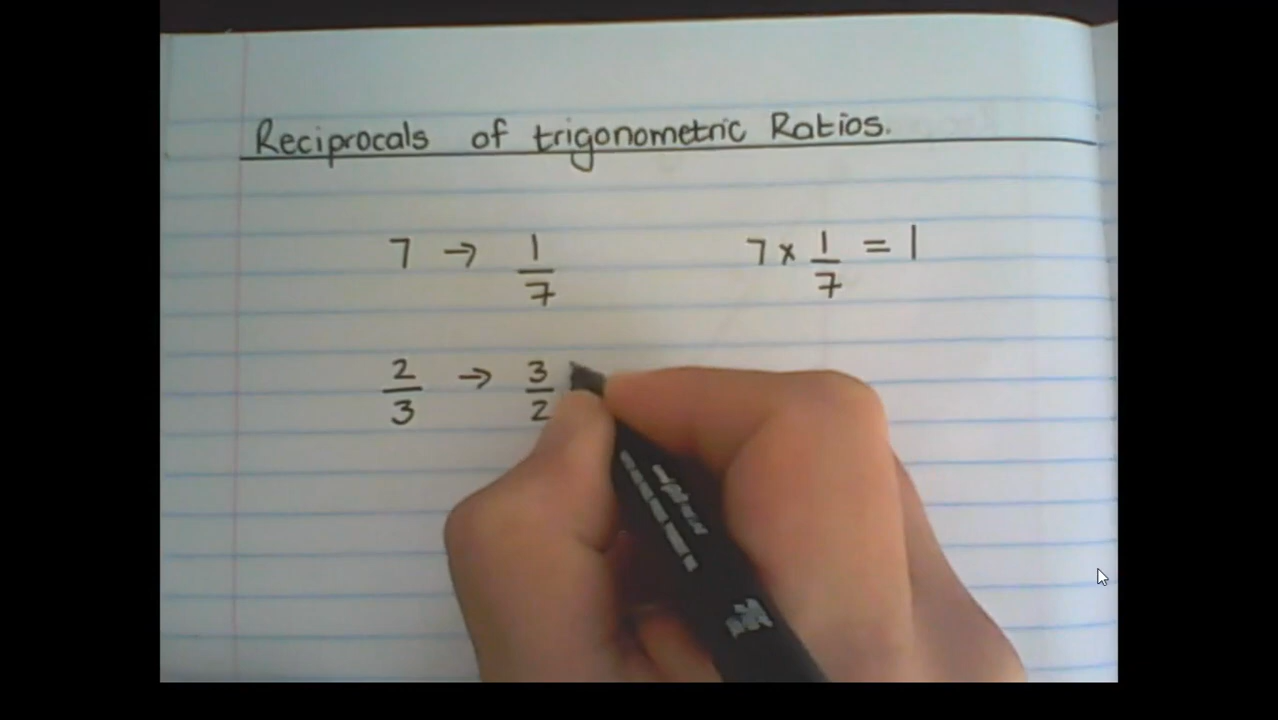 Reciprocals of trigonometric Ratios.
7 → 1/7 7 × 1/7 = 1
2/3 → 3/2